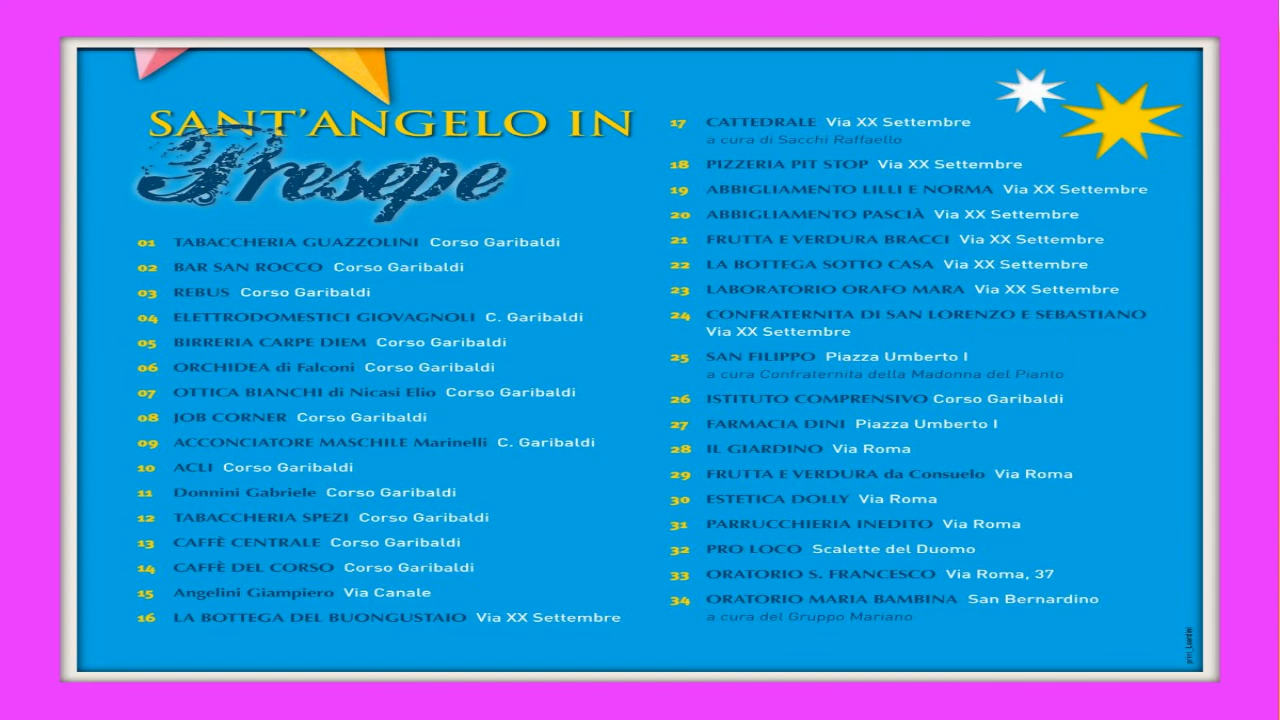 SANT'ANGELO IN
Presepe
01 TABACCHERIA GUAZZOLINI Corso Garibaldi
02 BAR SAN ROCCO Corso Garibaldi
03 REBUS Corso Garibaldi
04 ELETTRODOMESTICI GIOVAGNOLI C. Garibaldi
05 BIRRERIA CARPE DIEM Corso Garibaldi
06 ORCHIDEA di Falconi Corso Garibaldi
07 OTTICA BIANCHI di Nicasi Elio Corso Garibaldi
08 JOB CORNER Corso Garibaldi
09 ACCONCIATORE MASCHILE Marinelli C. Garibaldi
10 ACLI Corso Garibaldi
11 Donnini Gabriele Corso Garibaldi
12 TABACCHERIA SPEZI Corso Garibaldi
13 CAFFÈ CENTRALE Corso Garibaldi
14 CAFFÈ DEL CORSO Corso Garibaldi
15 Angelini Giampiero Via Canale
16 LA BOTTEGA DEL BUONGUSTAIO Via XX Settembre
17 CATTEDRALE Via XX Settembre
a cura di Sacchi Raffaello
18 PIZZERIA PIT STOP Via XX Settembre
19 ABBIGLIAMENTO LILLI E NORMA Via XX Settembre
20 ABBIGLIAMENTO PASCIÀ Via XX Settembre
21 FRUTTA E VERDURA BRACCI Via XX Settembre
22 LA BOTTEGA SOTTO CASA Via XX Settembre
23 LABORATORIO ORAFO MARA Via XX Settembre
24 CONFRATERNITA DI SAN LORENZO E SEBASTIANO
Via XX Settembre
25 SAN FILIPPO Piazza Umberto I
a cura Confraternita della Madonna del Pianto
26 ISTITUTO COMPRENSIVO Corso Garibaldi
27 FARMACIA DINI Piazza Umberto I
28 IL GIARDINO Via Roma
29 FRUTTA E VERDURA da Consuelo Via Roma
30 ESTETICA DOLLY Via Roma
31 PARRUCCHIERIA INEDITO Via Roma
32 PRO LOCO Scalette del Duomo
33 ORATORIO S. FRANCESCO Via Roma, 37
34 ORATORIO MARIA BAMBINA San Bernardino
a cura del Gruppo Mariano